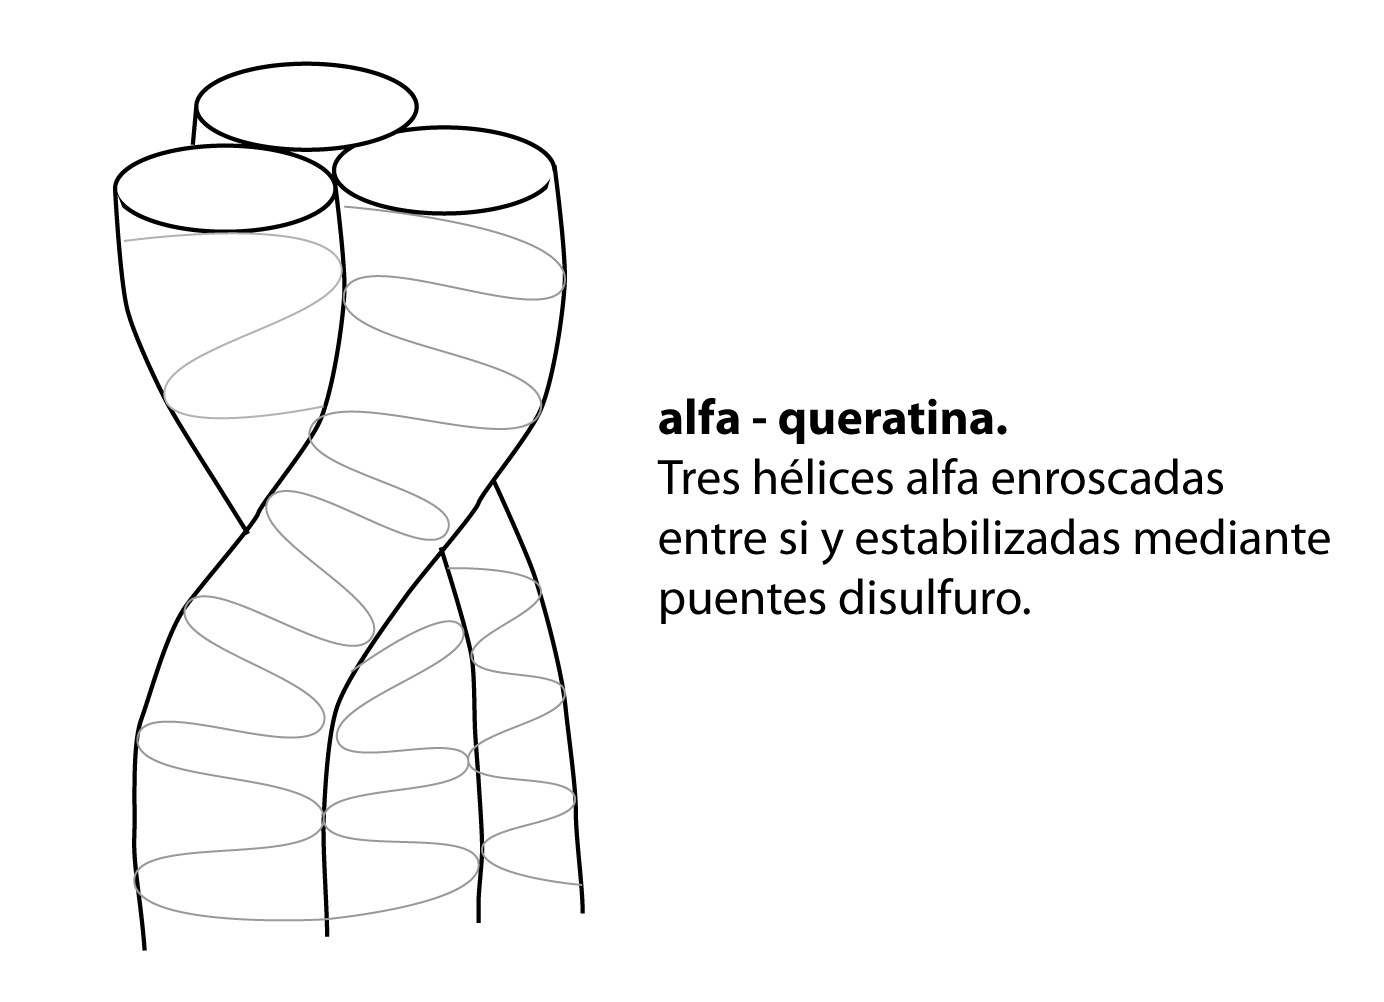 alfa - queratina.
Tres hélices alfa enroscadas
entre si y estabilizadas mediante
puentes disulfuro.